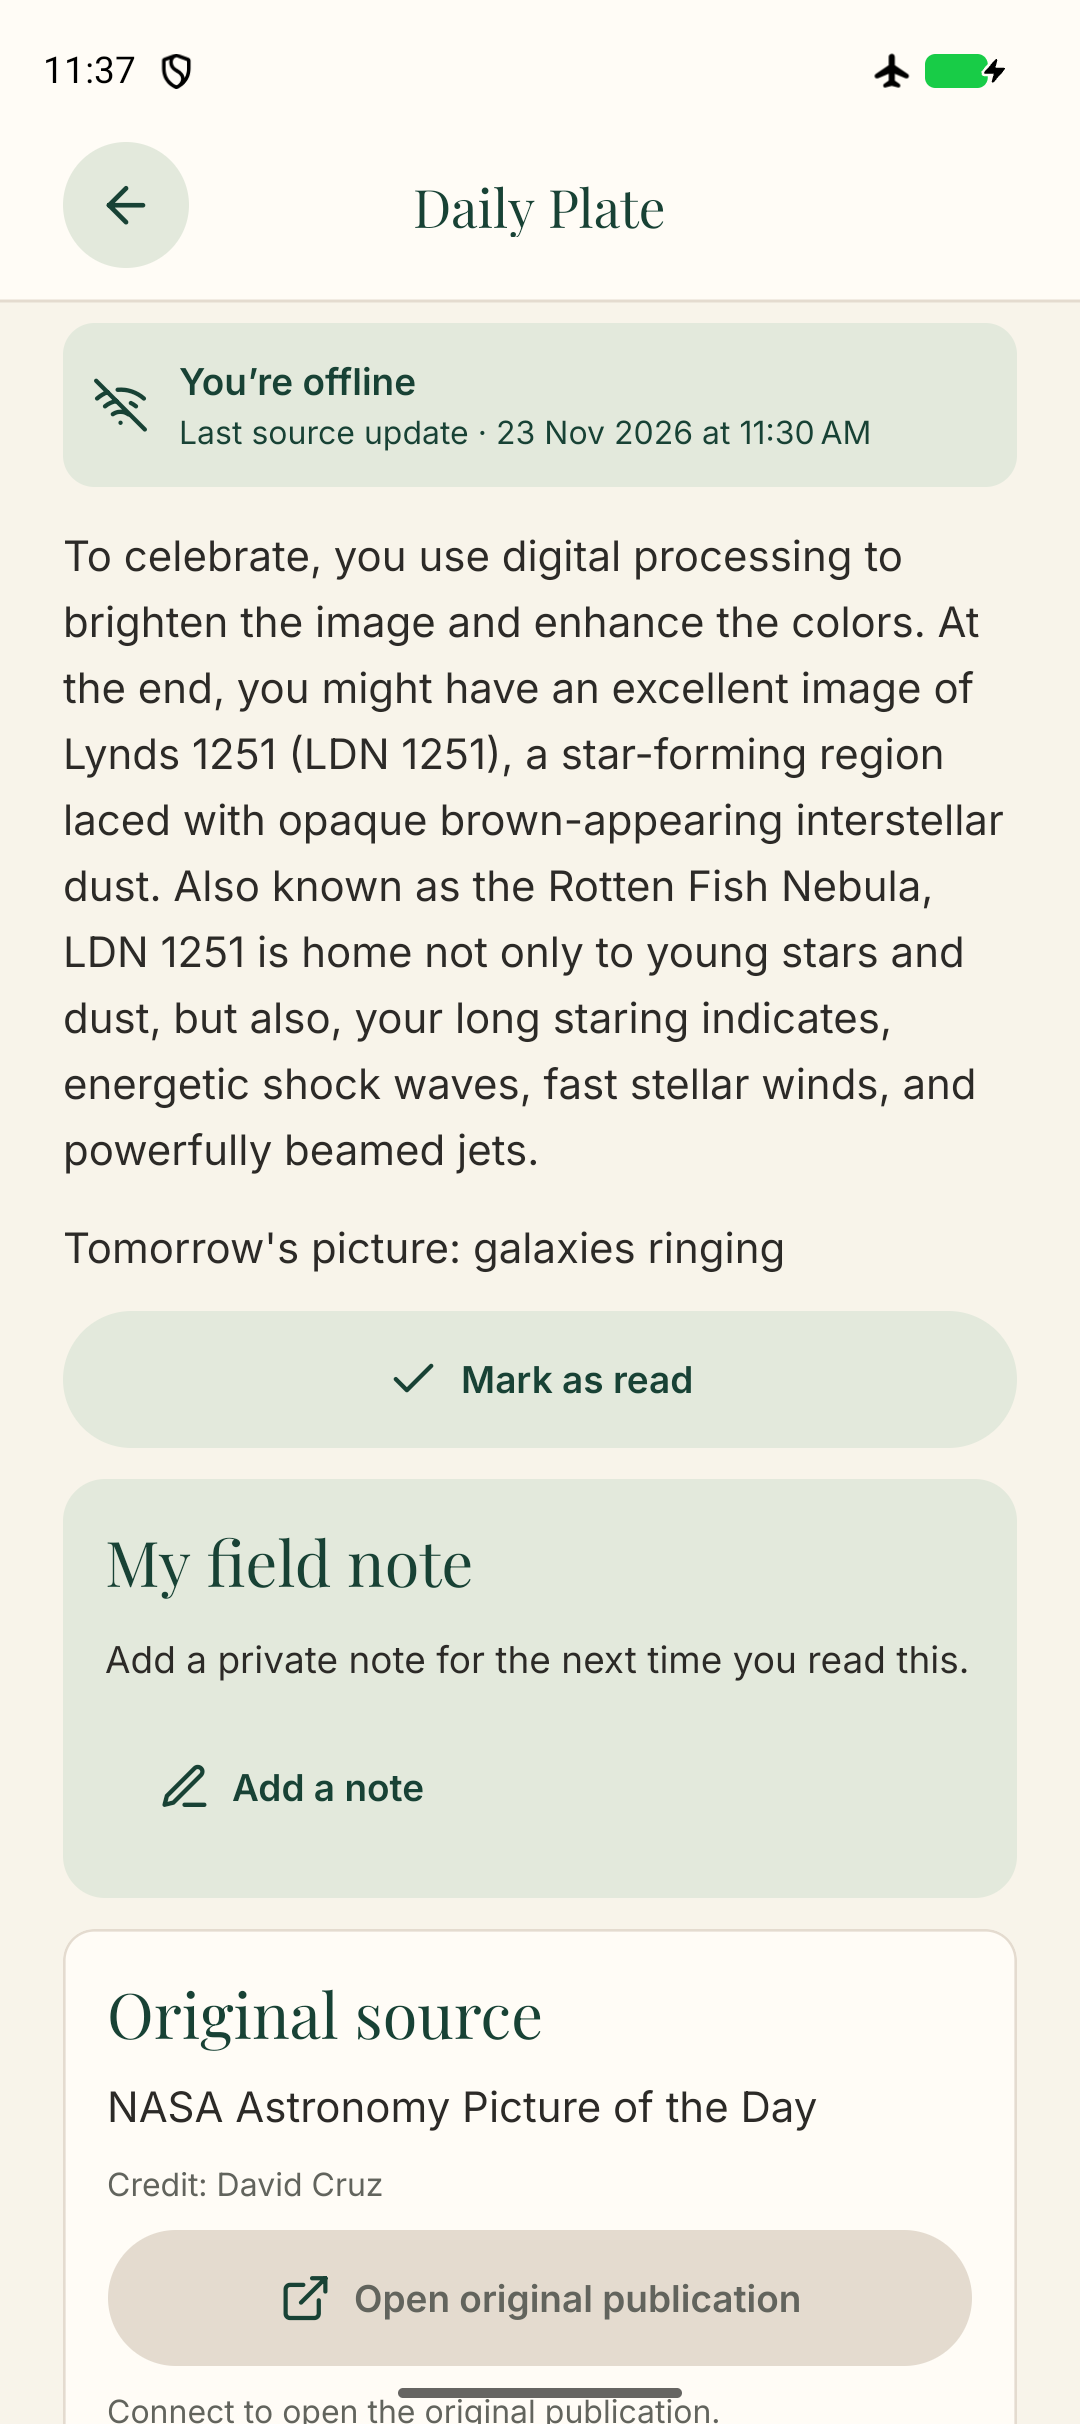 11:37
Daily Plate
You’re offline
Last source update · 23 Nov 2026 at 11:30 AM
To celebrate, you use digital processing to
brighten the image and enhance the colors. At
the end, you might have an excellent image of
Lynds 1251 (LDN 1251), a star-forming region
laced with opaque brown-appearing interstellar
dust. Also known as the Rotten Fish Nebula,
LDN 1251 is home not only to young stars and
dust, but also, your long staring indicates,
energetic shock waves, fast stellar winds, and
powerfully beamed jets.
Tomorrow's picture: galaxies ringing
Mark as read
My field note
Add a private note for the next time you read this.
Add a note
Original source
NASA Astronomy Picture of the Day
Credit: David Cruz
Open original publication
Connect to open the original publication.